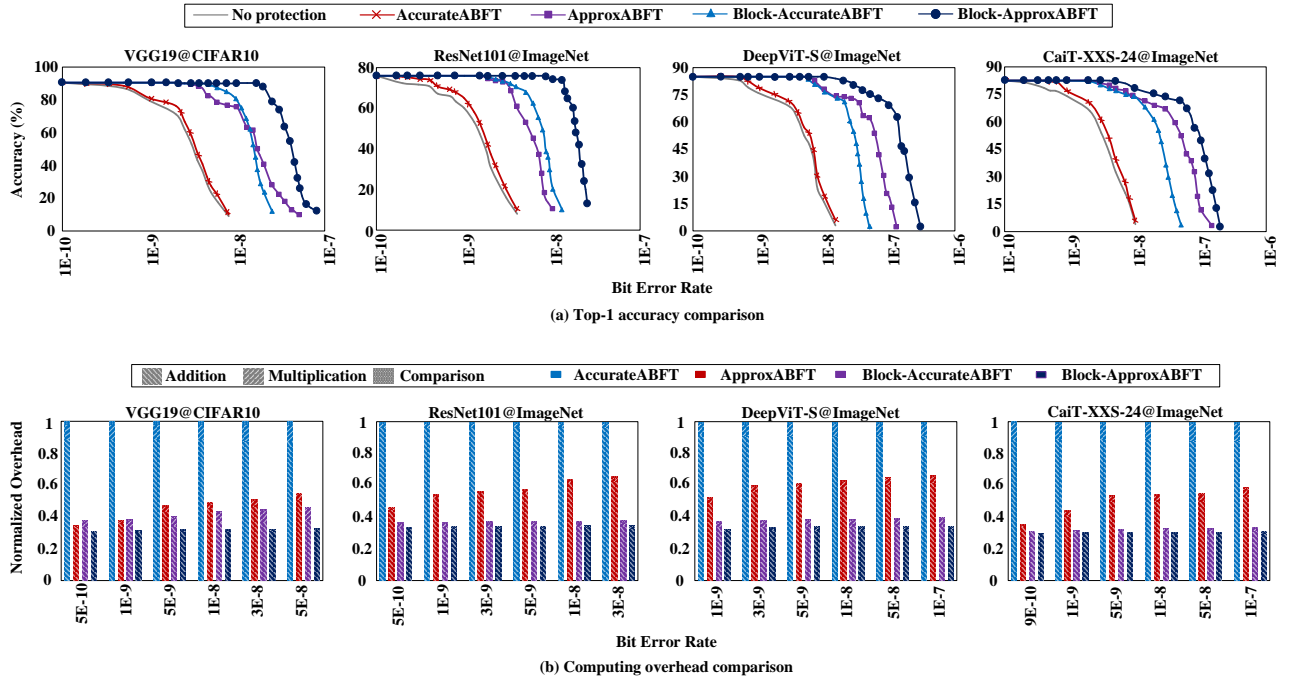 No protection AccurateABFT ApproxABFT Block-AccurateABFT Block-ApproxABFT
VGG19@CIFAR10 ResNet101@ImageNet DeepViT-S@ImageNet CaiT-XXS-24@ImageNet
Accuracy (%)
100 80 60 40 20 0
1E-10 1E-9 1E-8 1E-7
80 60 40 20 0
1E-10 1E-9 1E-8 1E-7
90 75 60 45 30 15 0
1E-10 1E-9 1E-8 1E-7 1E-6
90 75 60 45 30 15 0
1E-10 1E-9 1E-8 1E-7 1E-6
Bit Error Rate
(a) Top-1 accuracy comparison
Addition Multiplication Comparison AccurateABFT ApproxABFT Block-AccurateABFT Block-ApproxABFT
VGG19@CIFAR10 ResNet101@ImageNet DeepViT-S@ImageNet CaiT-XXS-24@ImageNet
Normalized Overhead
1 0.8 0.6 0.4 0.2 0
5E-10 1E-9 5E-9 1E-8 3E-8 5E-8
1 0.8 0.6 0.4 0.2 0
5E-10 1E-9 3E-9 5E-9 1E-8 3E-8
1 0.8 0.6 0.4 0.2 0
1E-9 3E-9 5E-9 1E-8 5E-8 1E-7
1 0.8 0.6 0.4 0.2 0
9E-10 1E-9 5E-9 1E-8 5E-8 1E-7
Bit Error Rate
(b) Computing overhead comparison